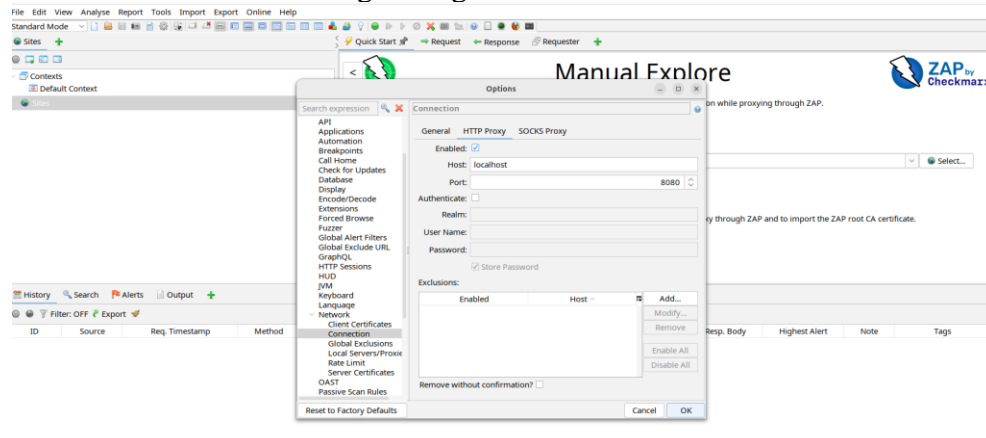 File Edit View Analyse Report Tools Import Export Online Help
Standard Mode
Sites
Quick Start Request Response Requester
Contexts
Default Context
Sites
<
Manual Explore
ZAP by
Checkmarx
on while proxying through ZAP.
Select...
xy through ZAP and to import the ZAP root CA certificate.
Options
Search expression
API
Applications
Automation
Breakpoints
Call Home
Check for Updates
Database
Display
Encode/Decode
Extensions
Forced Browse
Fuzzer
Global Alert Filters
Global Exclude URL
GraphQL
HTTP Sessions
HUD
JVM
Keyboard
Language
Network
Client Certificates
Connection
Global Exclusions
Local Servers/Proxie
Rate Limit
Server Certificates
OAST
Passive Scan Rules
Connection
General HTTP Proxy SOCKS Proxy
Enabled:
Host: localhost
Port: 8080
Authenticate:
Realm:
User Name:
Password:
Store Password
Exclusions:
Enabled Host
Add...
Modify...
Remove
Enable All
Disable All
Remove without confirmation?
Reset to Factory Defaults Cancel OK
History Search Alerts Output
Filter: OFF Export
ID Source Req. Timestamp Method Resp. Body Highest Alert Note Tags